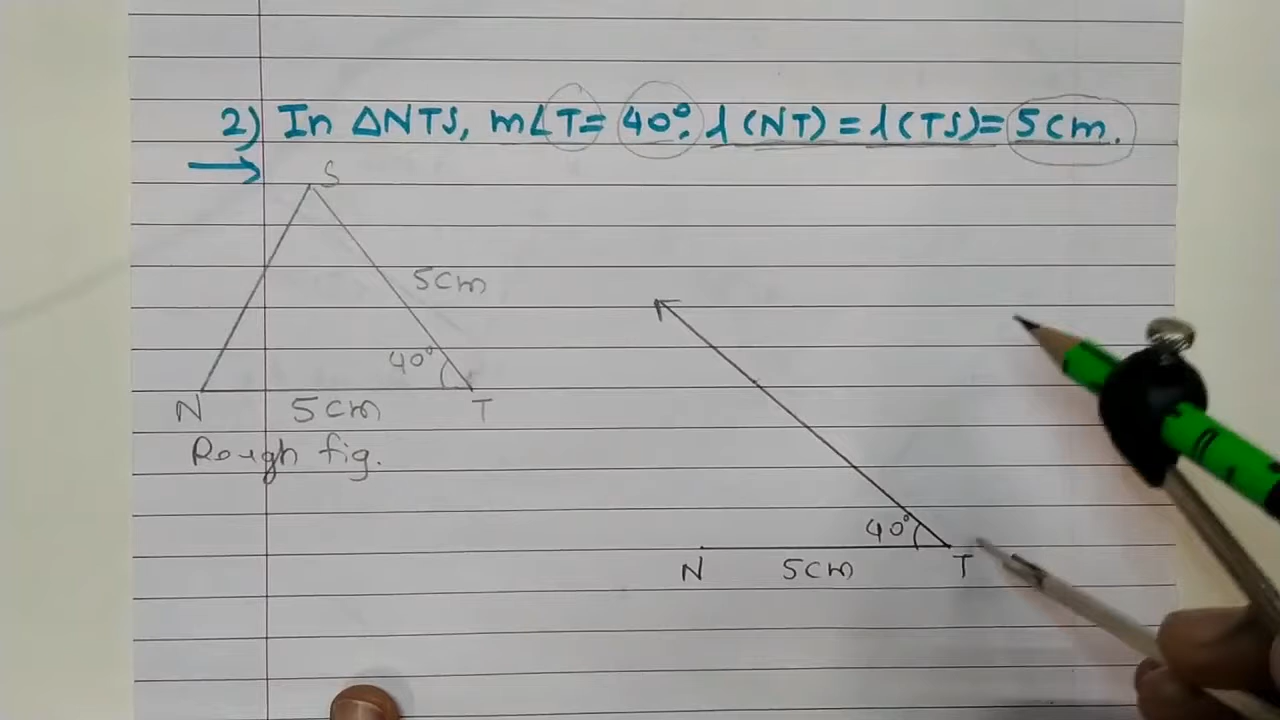 2) In ΔNTS, m∠T= 40°. l(NT) = l(TS)= 5cm.
S
5cm
40°
N 5cm T
Rough fig.
40°
N 5cm T